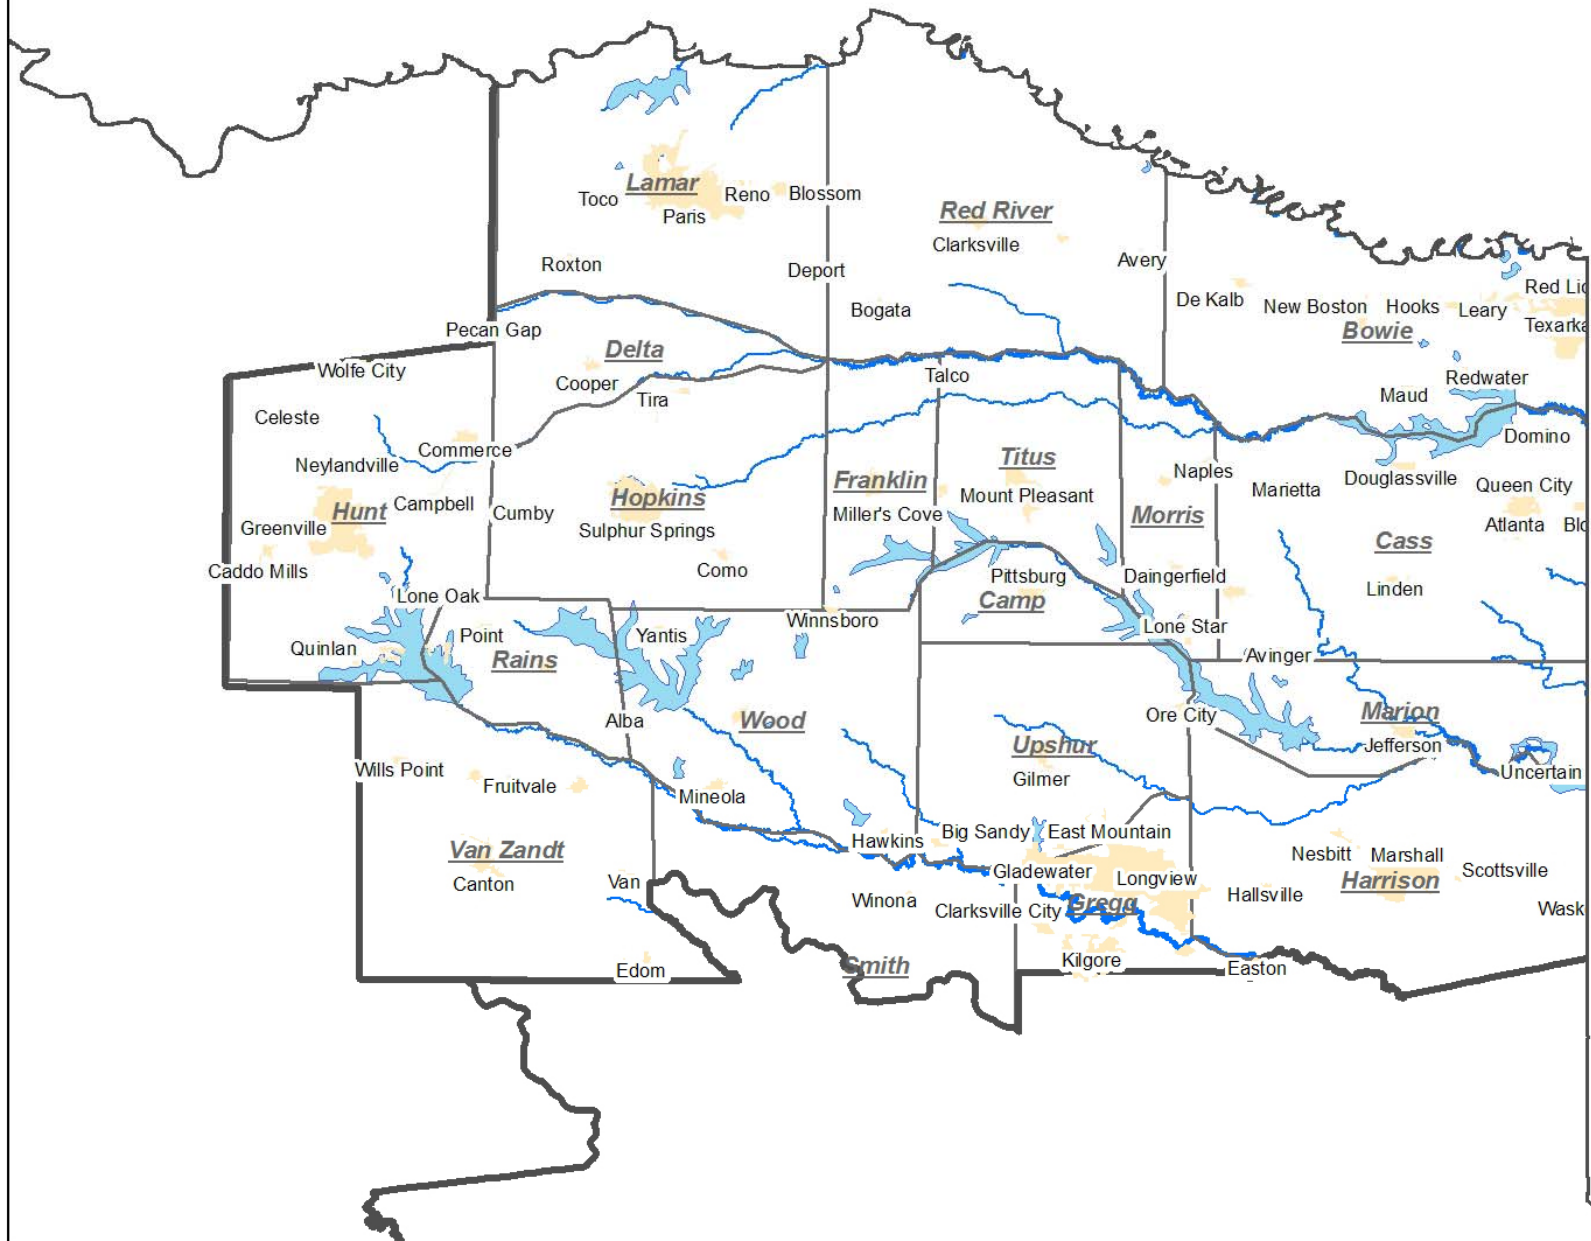 Lamar
Toco
Reno
Blossom
Paris
Red River
Clarksville
Roxton
Deport
Avery
Bogata
De Kalb
New Boston
Hooks
Leary
Red Lic
Texarka
Bowie
Pecan Gap
Delta
Wolfe City
Cooper
Tira
Talco
Redwater
Maud
Celeste
Commerce
Domino
Neylandville
Titus
Naples
Franklin
Hopkins
Mount Pleasant
Marietta
Douglassville
Queen City
Campbell
Hunt
Cumby
Miller's Cove
Morris
Greenville
Sulphur Springs
Atlanta
Blo
Cass
Caddo Mills
Como
Pittsburg
Daingerfield
Linden
Lone Oak
Camp
Winnsboro
Lone Star
Point
Yantis
Quinlan
Rains
Avinger
Alba
Wood
Ore City
Marion
Upshur
Jefferson
Wills Point
Fruitvale
Gilmer
Uncertain
Mineola
Hawkins
Big Sandy
East Mountain
Van Zandt
Nesbitt
Marshall
Canton
Van
Gladewater
Longview
Harrison
Scottsville
Winona
Clarksville City
Gregg
Hallsville
Wask
Edom
Smith
Kilgore
Easton